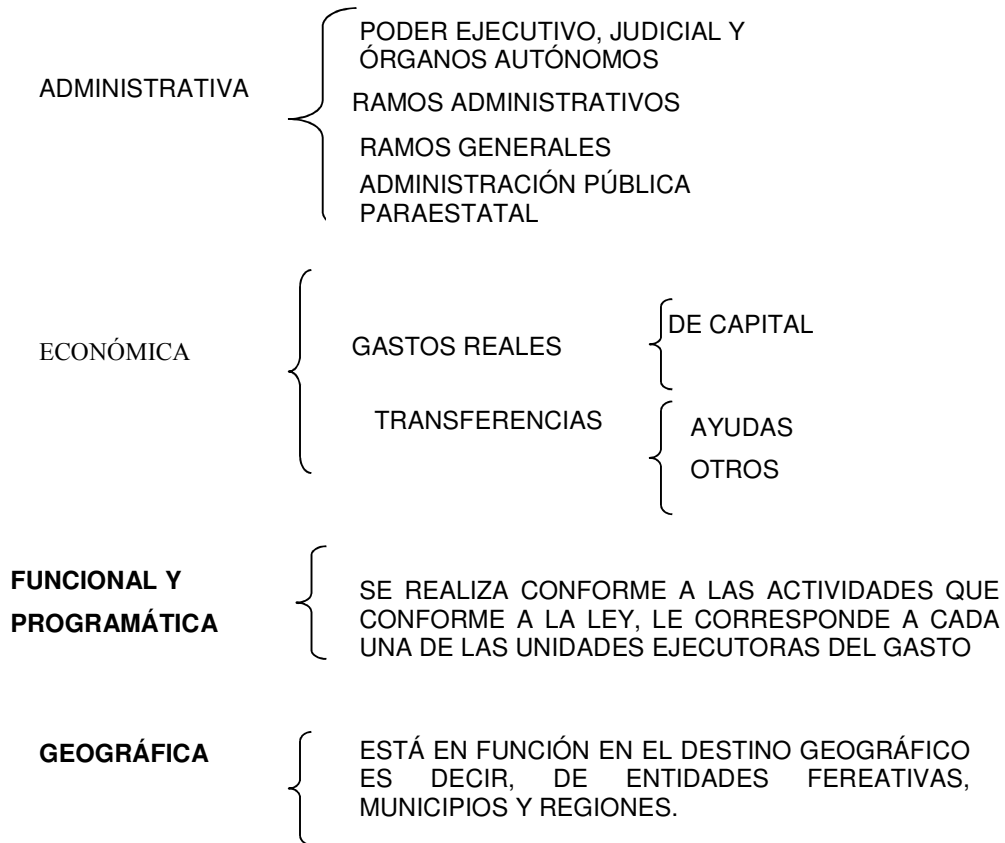 ADMINISTRATIVA
PODER EJECUTIVO, JUDICIAL Y
ÓRGANOS AUTÓNOMOS
RAMOS ADMINISTRATIVOS
RAMOS GENERALES
ADMINISTRACIÓN PÚBLICA
PARAESTATAL
ECONÓMICA
GASTOS REALES
DE CAPITAL
TRANSFERENCIAS
AYUDAS
OTROS
FUNCIONAL Y
PROGRAMÁTICA
SE REALIZA CONFORME A LAS ACTIVIDADES QUE
CONFORME A LA LEY, LE CORRESPONDE A CADA
UNA DE LAS UNIDADES EJECUTORAS DEL GASTO
GEOGRÁFICA
ESTÁ EN FUNCIÓN EN EL DESTINO GEOGRÁFICO
ES DECIR, DE ENTIDADES FEREATIVAS,
MUNICIPIOS Y REGIONES.